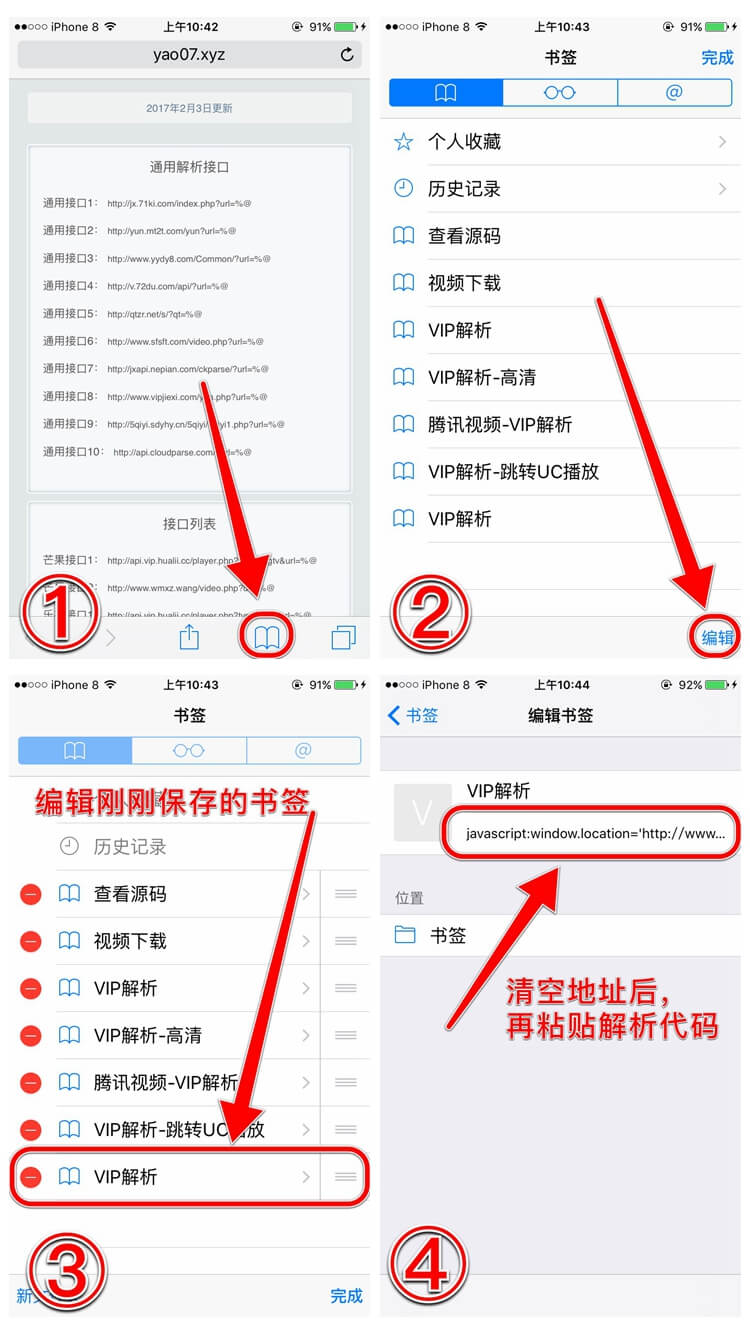 ●●○○○ iPhone 8
上午10:42
91%
yao07.xyz
2017年2月3日更新
通用解析接口
通用接口1: http://jx.71ki.com/index.php?url=%@
通用接口2: http://yun.mt2t.com/yun?url=%@
通用接口3: http://www.yydy8.com/Common/?url=%@
通用接口4: http://v.72du.com/api/?url=%@
通用接口5: http://qtzr.net/s/?qt=%@
通用接口6: http://www.sfsft.com/video.php?url=%@
通用接口7: http://jxapi.nepian.com/ckparse/?url=%@
通用接口8: http://www.vipjiexi.com/ .php?url=%@
通用接口9: http://5qiyi.sdyhy.cn/5qiyi/ yi1.php?url=%@
通用接口10: http://api.cloudparse.com/ rl=%@
接口列表
芒果接口1: http://api.vip.hualii.cc/player.php? gtv&url=%@
http://www.wmxz.wang/video.php?
①
●●○○○ iPhone 8
上午10:43
91%
书签
完成
@
个人收藏
历史记录
查看源码
视频下载
VIP解析
VIP解析-高清
腾讯视频-VIP解析
VIP解析-跳转UC播放
VIP解析
②
编辑
●●○○○ iPhone 8
上午10:43
91%
书签
@
编辑刚刚保存的书签
历史记录
查看源码
视频下载
VIP解析
VIP解析-高清
腾讯视频-VIP解析
VIP解析-跳转UC播放
VIP解析
③
新
完成
●●○○○ iPhone 8
上午10:44
92%
书签
编辑书签
V
VIP解析
javascript:window.location='http://www...
位置
书签
清空地址后,
再粘贴解析代码
④